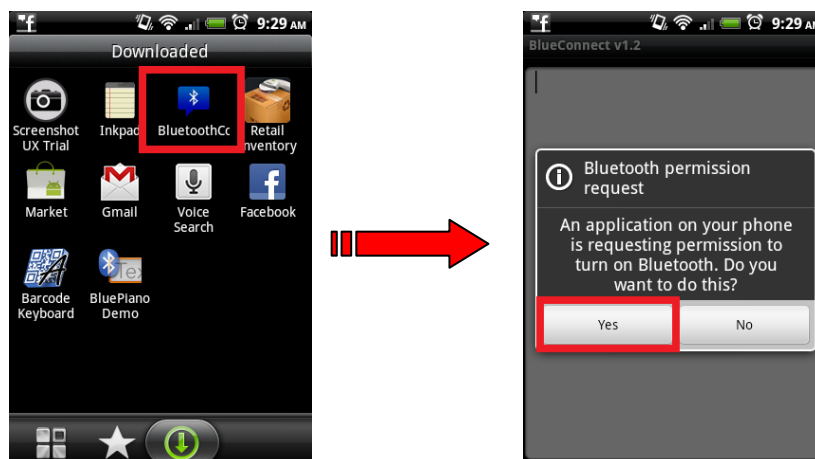 9:29 AM
Downloaded
Screenshot
UX Trial
Inkpad
BluetoothCc
Retail
Inventory
Market
Gmail
Voice
Search
Facebook
Barcode
Keyboard
Tex
BluePiano
Demo
9:29 AM
BlueConnect v1.2
Bluetooth permission
request
An application on your phone
is requesting permission to
turn on Bluetooth. Do you
want to do this?
Yes
No